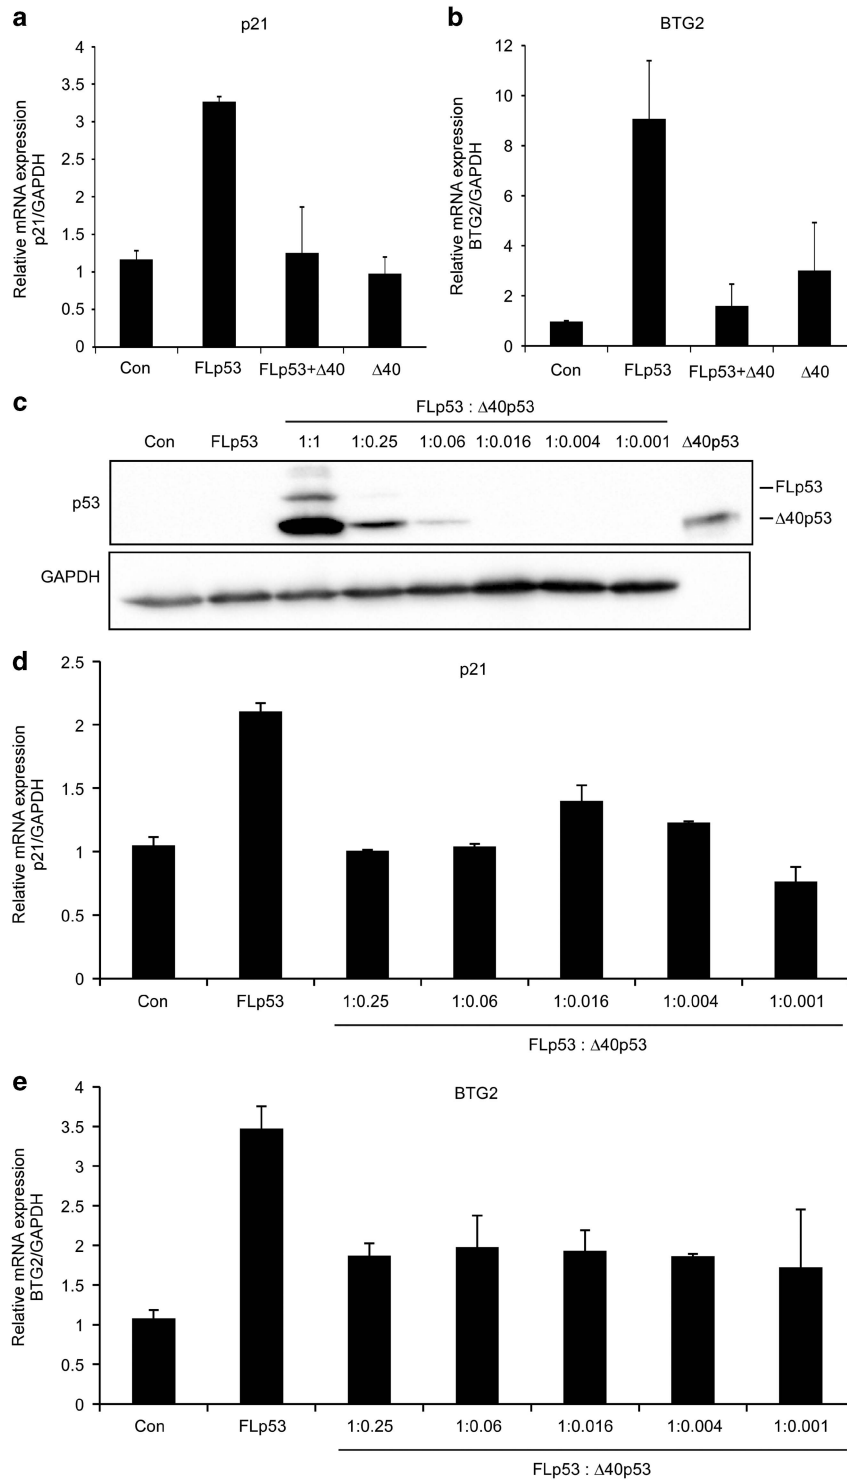 a
p21
Relative mRNA expression
p21/GAPDH
4
3.5
3
2.5
2
1.5
1
0.5
0
Con FLp53 FLp53+Δ40 Δ40
b
BTG2
Relative mRNA expression
BTG2/GAPDH
12
10
8
6
4
2
0
Con FLp53 FLp53+Δ40 Δ40
c
FLp53 : Δ40p53
Con FLp53 1:1 1:0.25 1:0.06 1:0.016 1:0.004 1:0.001 Δ40p53
p53
FLp53
Δ40p53
GAPDH
d
p21
Relative mRNA expression
p21/GAPDH
2.5
2
1.5
1
0.5
0
Con FLp53 1:0.25 1:0.06 1:0.016 1:0.004 1:0.001
FLp53 : Δ40p53
e
BTG2
Relative mRNA expression
BTG2/GAPDH
4
3.5
3
2.5
2
1.5
1
0.5
0
Con FLp53 1:0.25 1:0.06 1:0.016 1:0.004 1:0.001
FLp53 : Δ40p53